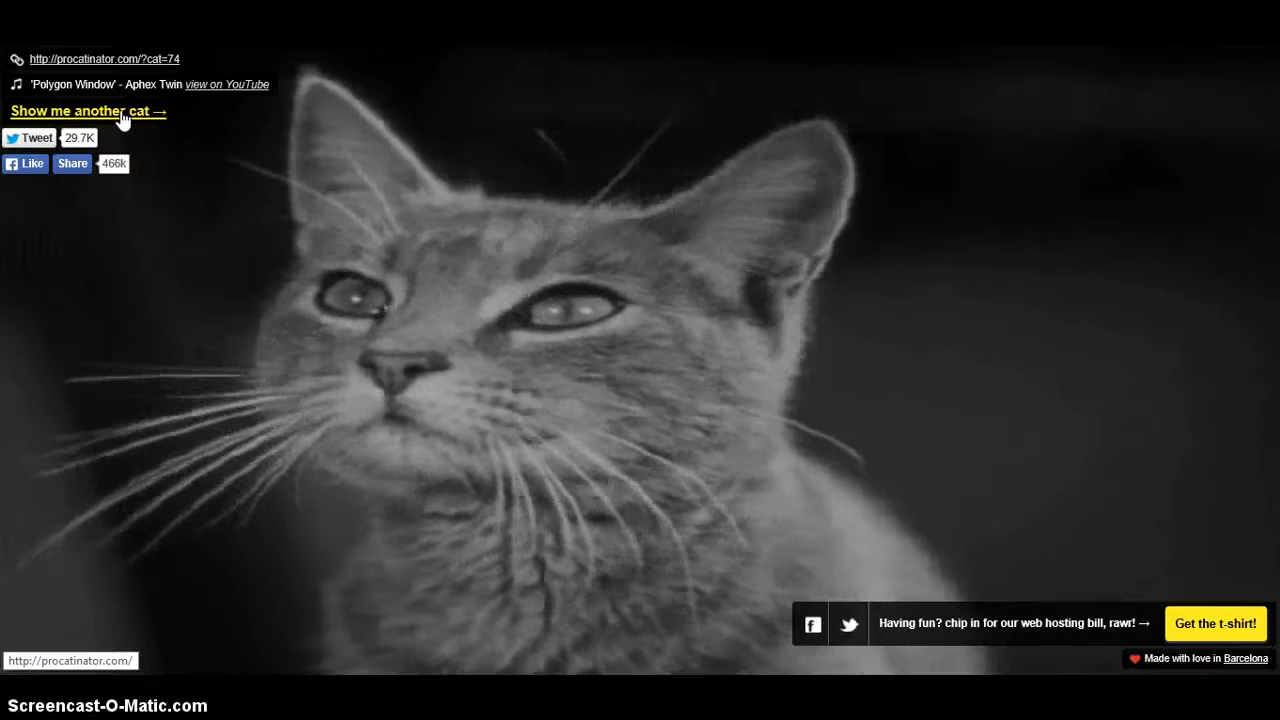 http://procatinator.com/?cat=74
'Polygon Window' - Aphex Twin view on YouTube
Show me another cat →
Tweet 29.7K
Like Share 466k
Having fun? chip in for our web hosting bill, rawr! → Get the t-shirt!
http://procatinator.com/
Made with love in Barcelona
Screencast-O-Matic.com